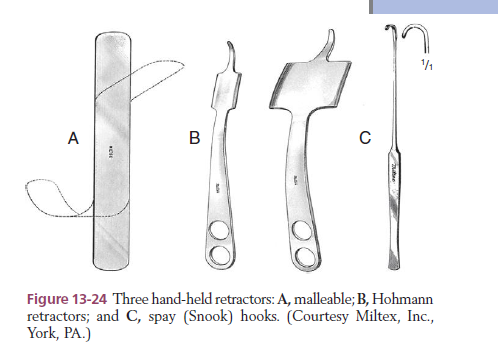 1/1
A
B
C
Miltex
Figure 13-24 Three hand-held retractors: A, malleable; B, Hohmann
retractors; and C, spay (Snook) hooks. (Courtesy Miltex, Inc.,
York, PA.)